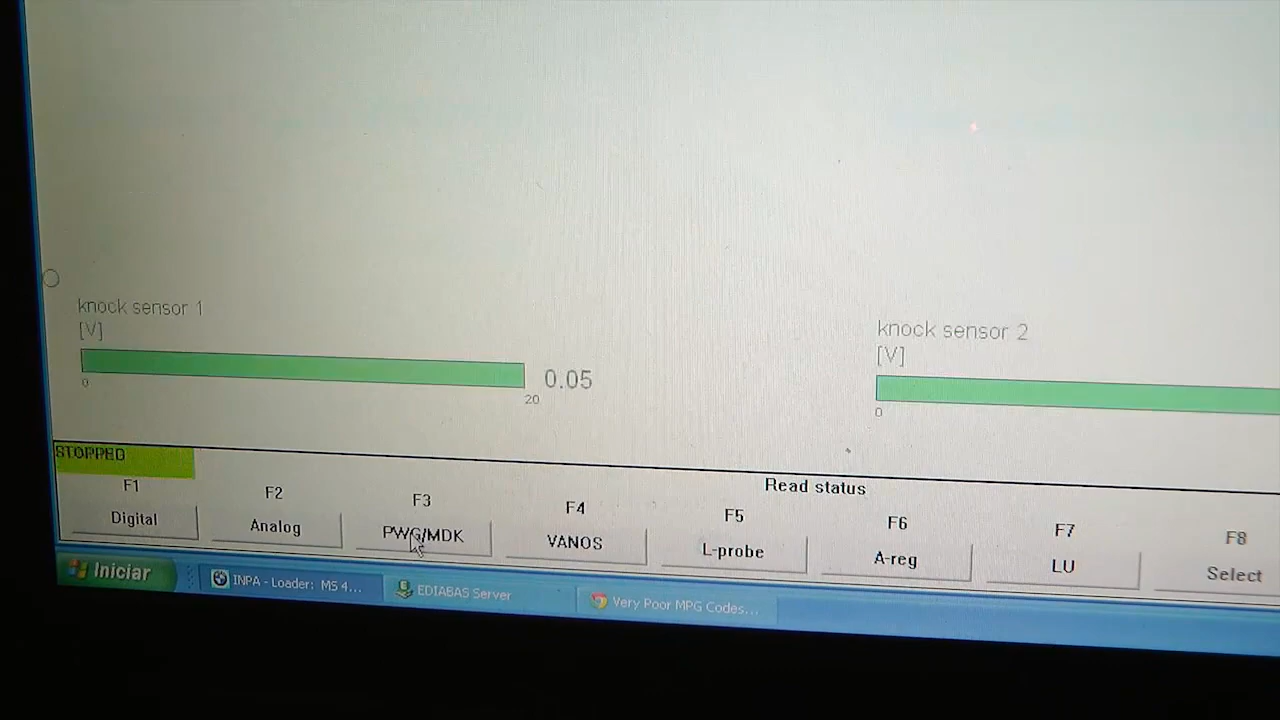 knock sensor 1
[V]
0
20
0.05
knock sensor 2
[V]
0
STOPPED
Read status
F1
F2
F3
F4
F5
F6
F7
F8
Digital
Analog
PWG/MDK
VANOS
L-probe
A-reg
LU
Select
Iniciar
INPA - Loader: MS 4...
EDIABAS Server
Very Poor MPG Codes...